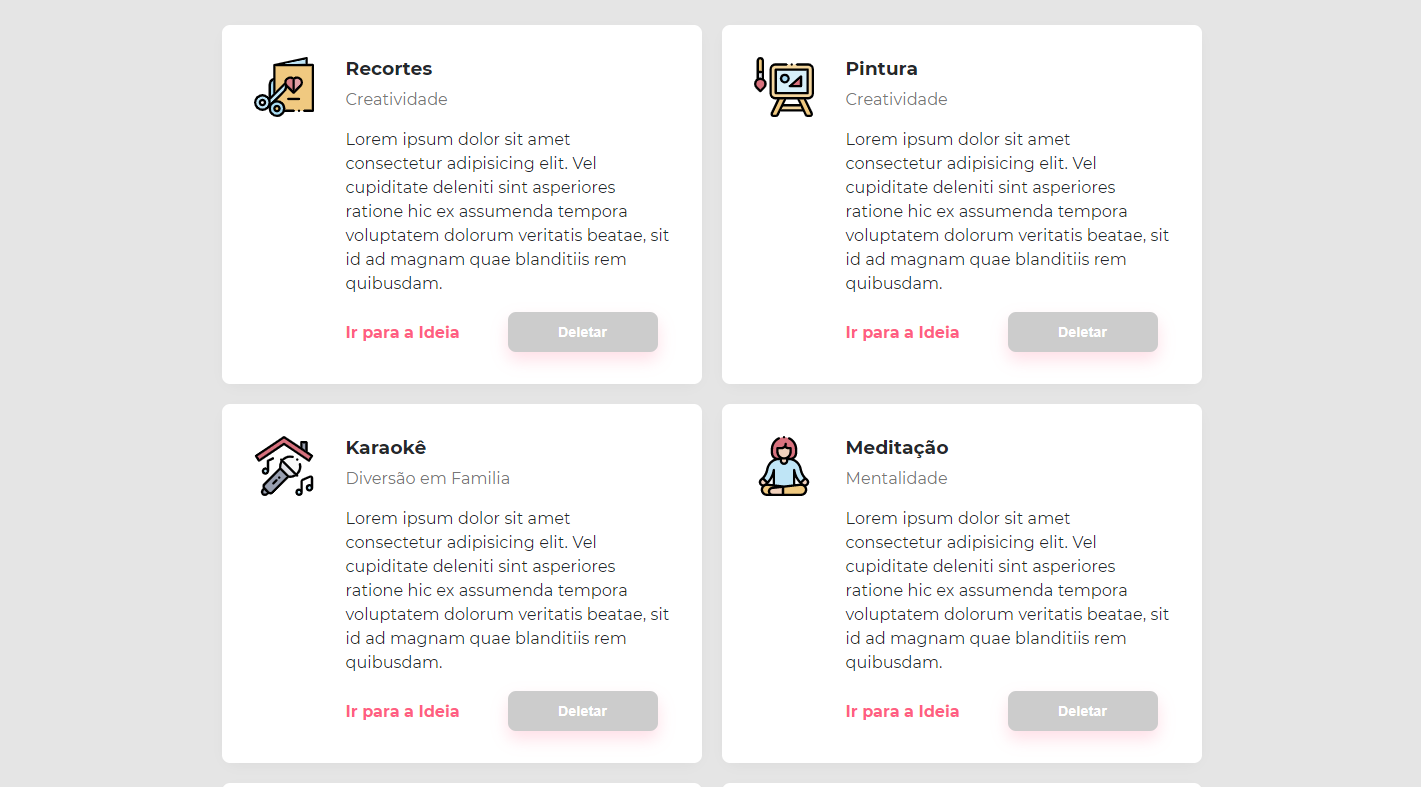 Recortes
Creatividade
Lorem ipsum dolor sit amet
consectetur adipisicing elit. Vel
cupiditate deleniti sint asperiores
ratione hic ex assumenda tempora
voluptatem dolorum veritatis beatae, sit
id ad magnam quae blanditiis rem
quibusdam.
Ir para a Ideia
Deletar
Pintura
Creatividade
Lorem ipsum dolor sit amet
consectetur adipisicing elit. Vel
cupiditate deleniti sint asperiores
ratione hic ex assumenda tempora
voluptatem dolorum veritatis beatae, sit
id ad magnam quae blanditiis rem
quibusdam.
Ir para a Ideia
Deletar
Karaokê
Diversão em Familia
Lorem ipsum dolor sit amet
consectetur adipisicing elit. Vel
cupiditate deleniti sint asperiores
ratione hic ex assumenda tempora
voluptatem dolorum veritatis beatae, sit
id ad magnam quae blanditiis rem
quibusdam.
Ir para a Ideia
Deletar
Meditação
Mentalidade
Lorem ipsum dolor sit amet
consectetur adipisicing elit. Vel
cupiditate deleniti sint asperiores
ratione hic ex assumenda tempora
voluptatem dolorum veritatis beatae, sit
id ad magnam quae blanditiis rem
quibusdam.
Ir para a Ideia
Deletar